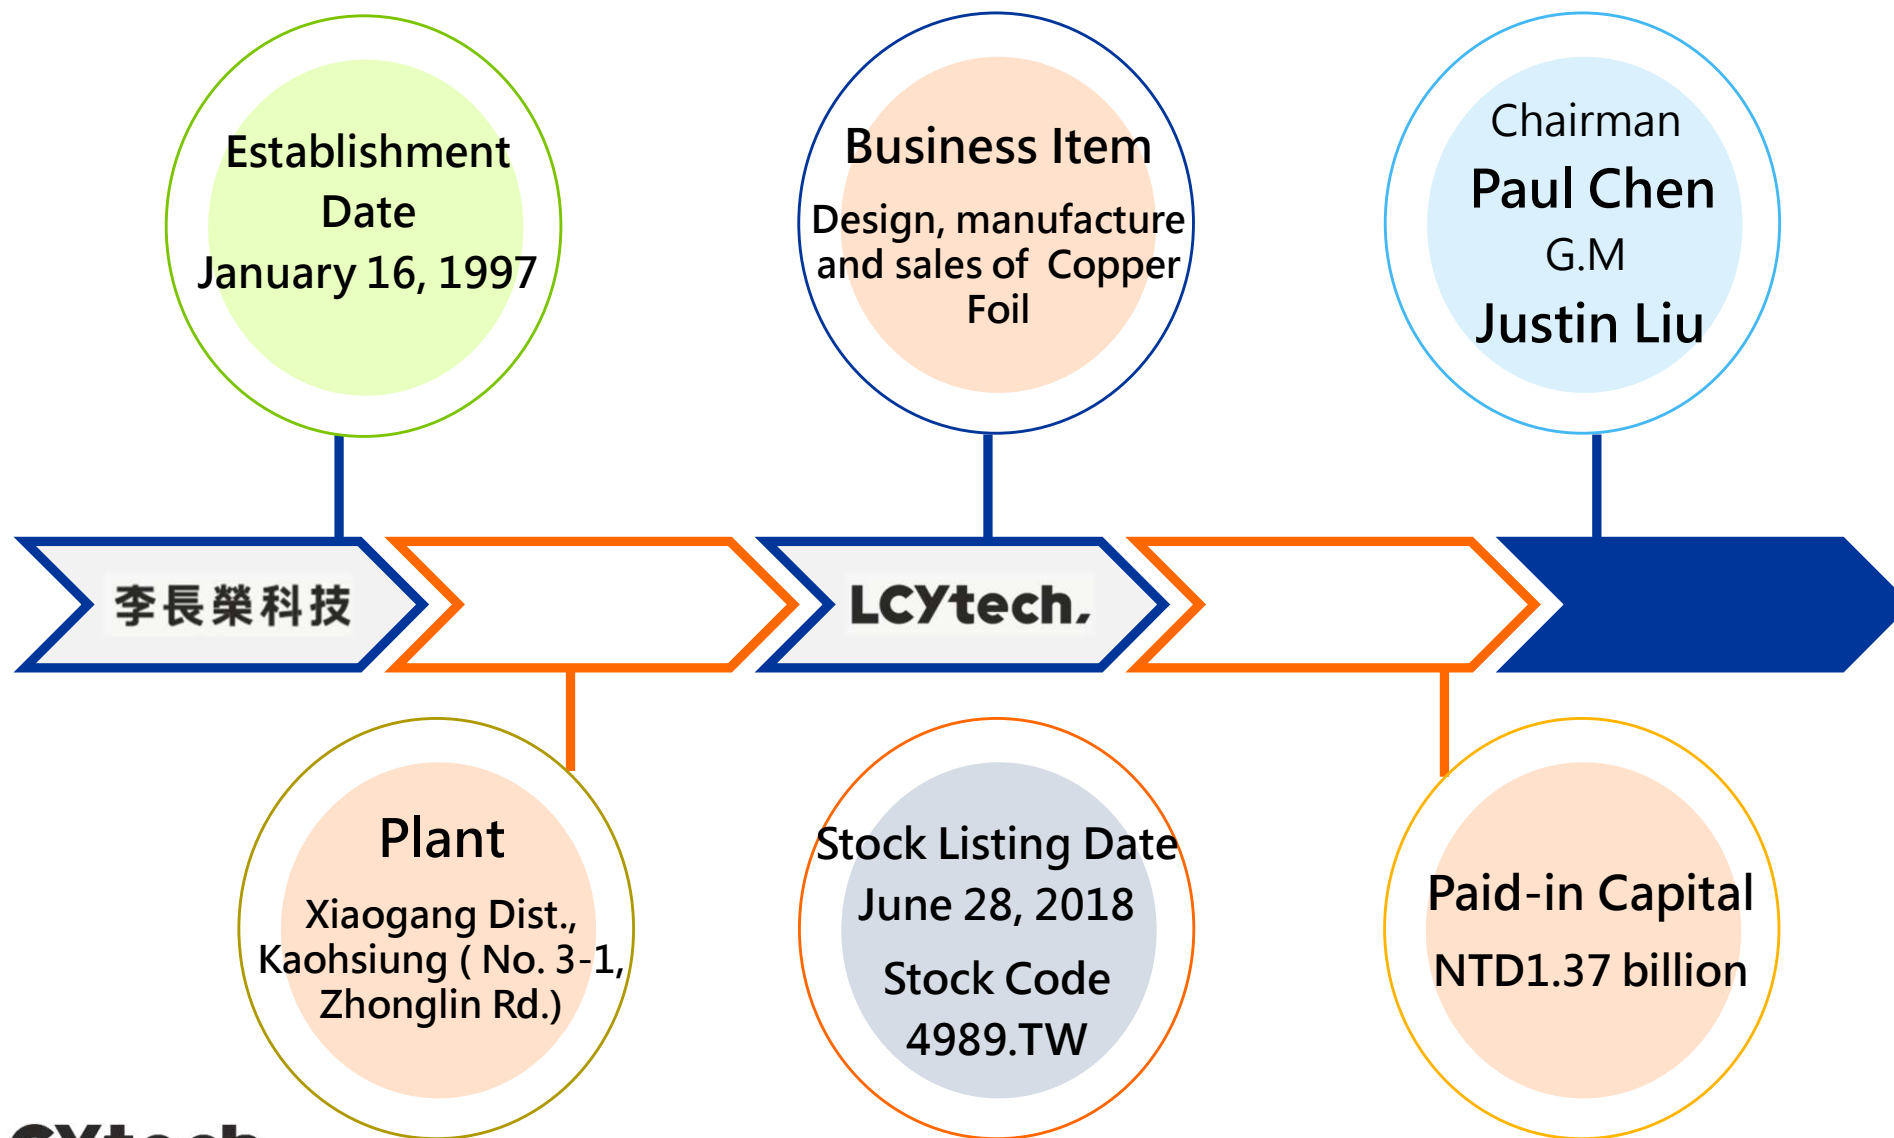 Establishment
Date
January 16, 1997
Business Item
Design, manufacture
and sales of Copper
Foil
Chairman
Paul Chen
G.M
Justin Liu
李長榮科技
LCYtech
Plant
Xiaogang Dist.,
Kaohsiung ( No. 3-1,
Zhonglin Rd.)
Stock Listing Date
June 28, 2018
Stock Code
4989.TW
Paid-in Capital
NTD1.37 billion